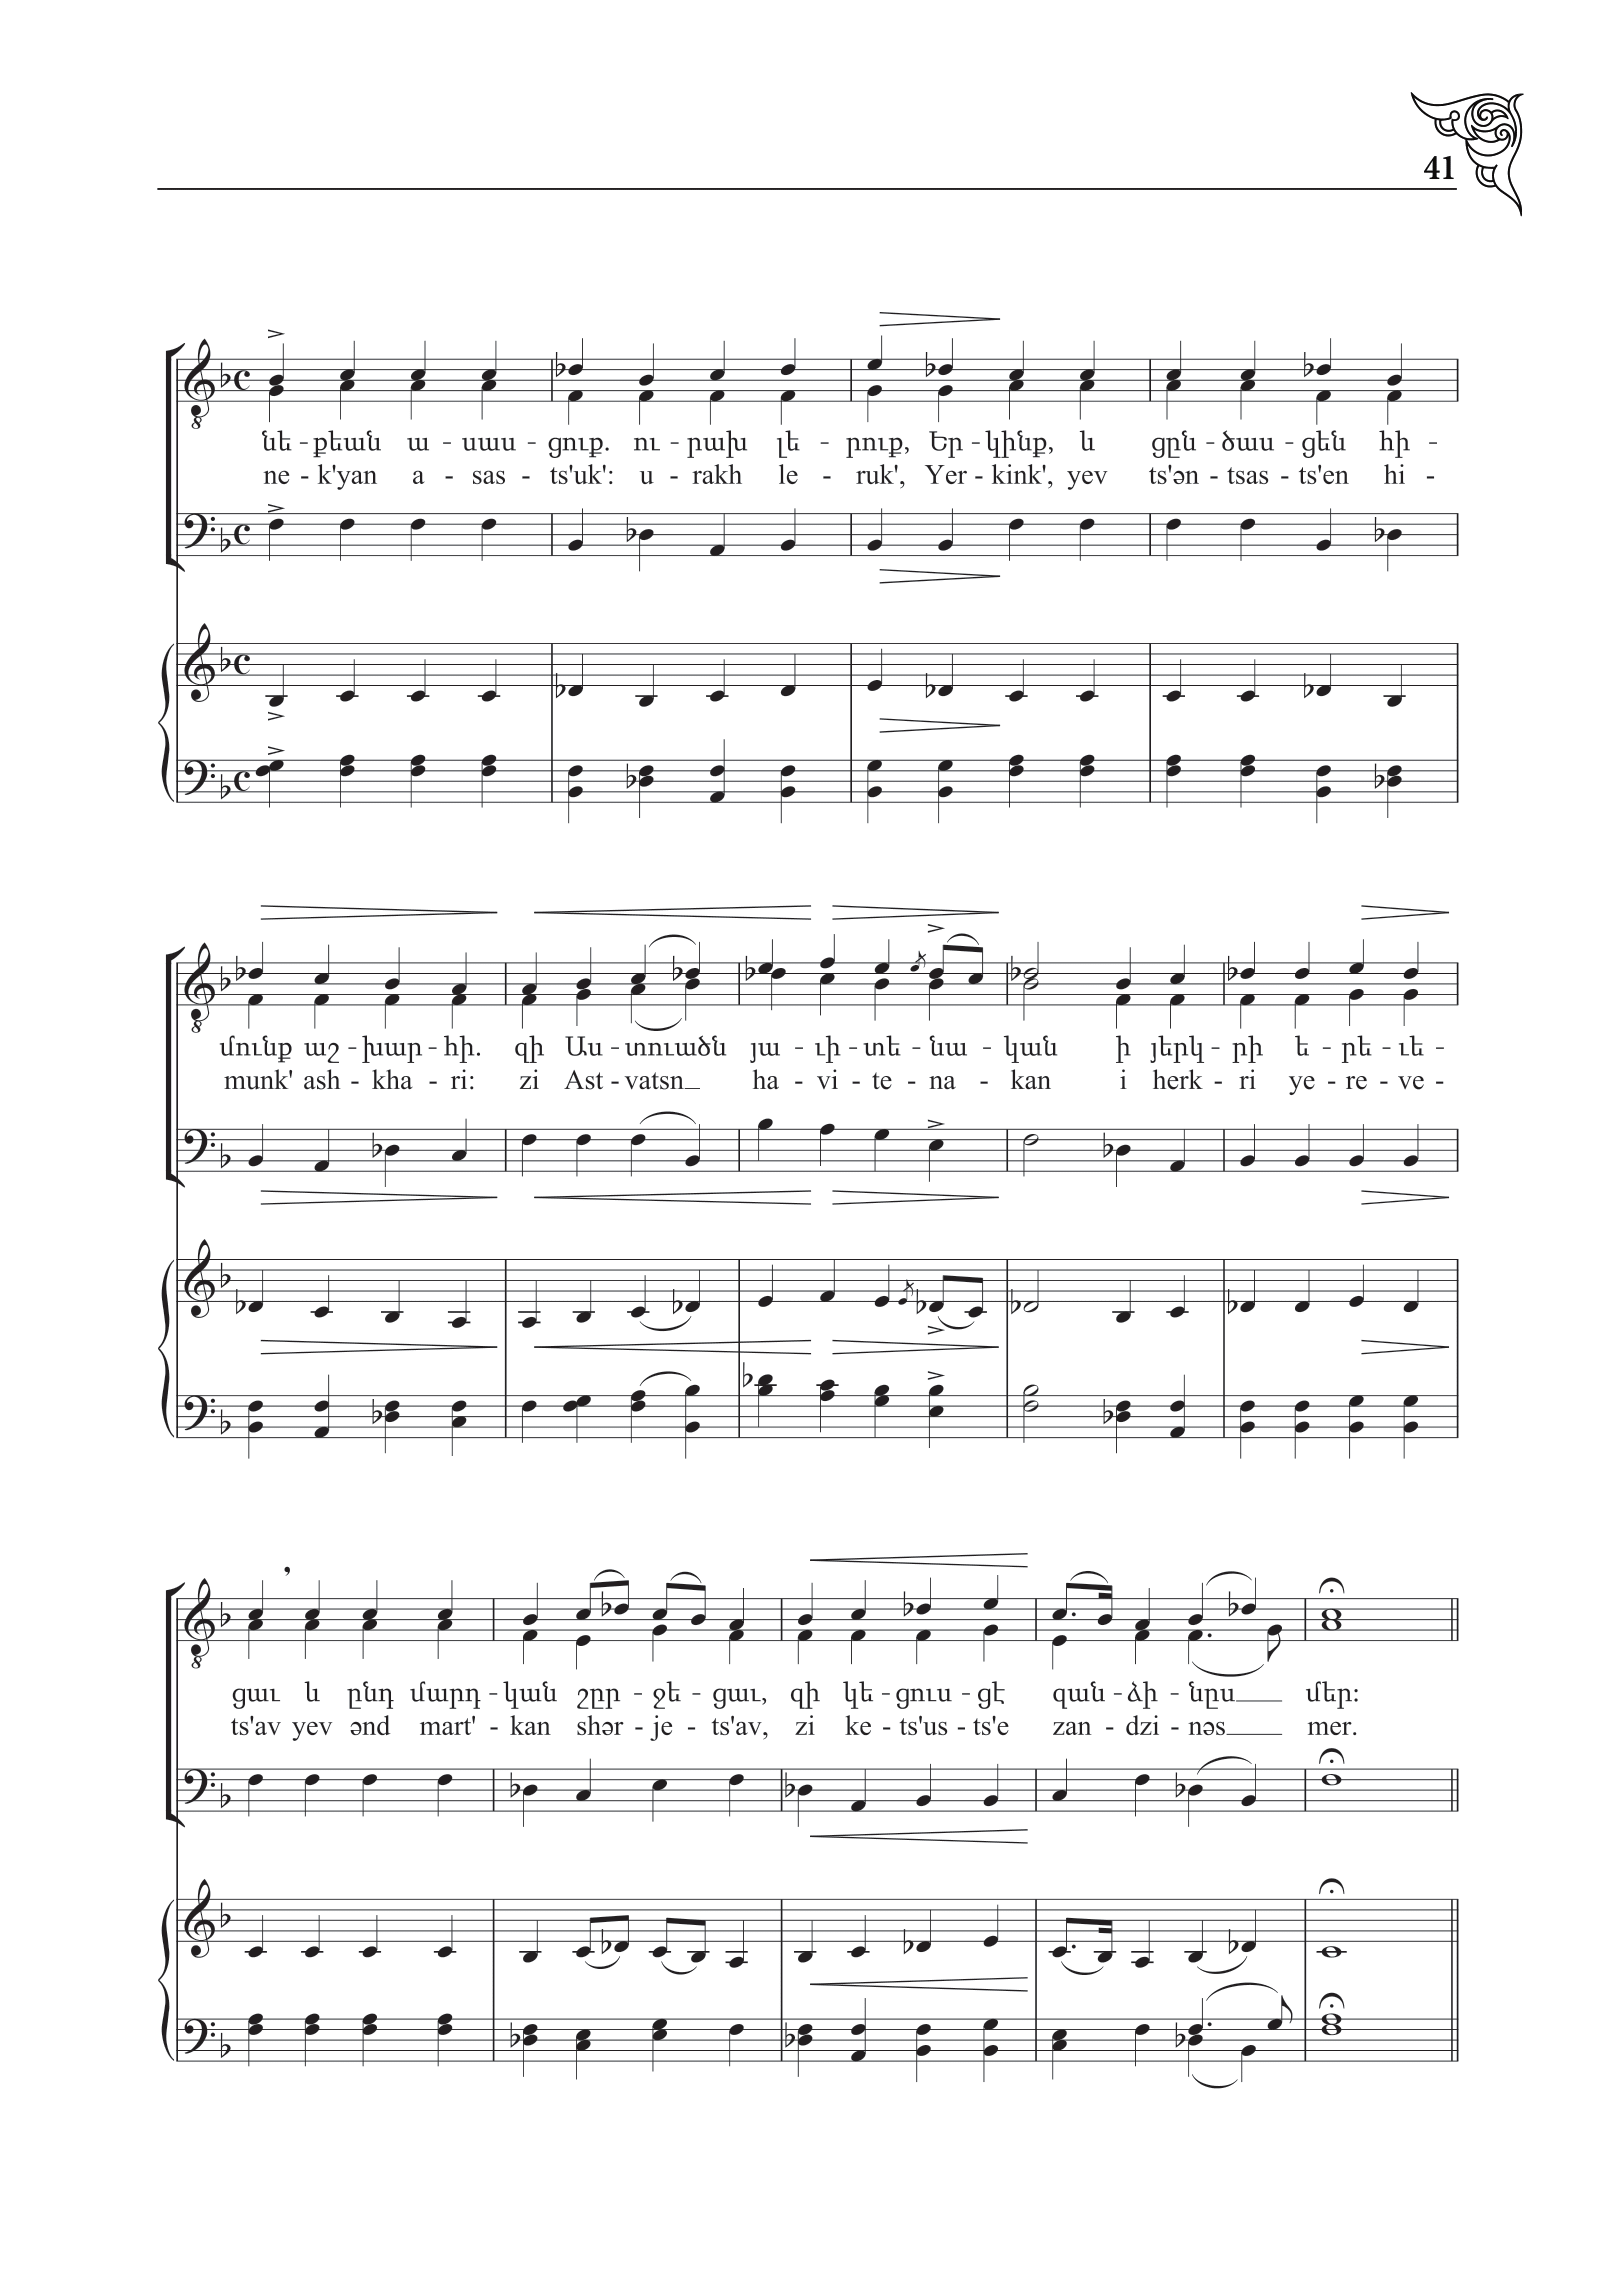 41
նե - քեան ա - սաս - ցուք. ու - րախ լե - րուք, Եր - կինք, և ցըն - ծաս - ցեն հի -
ne - k'yan a - sas - ts'uk': u - rakh le - ruk', Yer - kink', yev ts'ən - tsas - ts'en hi -
մունք աշ - խար - հի. զի Աս - տուածն յա - ւի - տե - նա - կան ի յերկ - րի ե - րե - ւե -
munk' ash - kha - ri: zi Ast - vatsn ha - vi - te - na - kan i herk - ri ye - re - ve -
ցաւ և ընդ մարդ - կան շըր - ջե - ցաւ, զի կե - ցուս - ցէ զան - ձի - նըս մեր:
ts'av yev ənd mart' - kan shər - je - ts'av, zi ke - ts'us - ts'e zan - dzi - nəs mer.